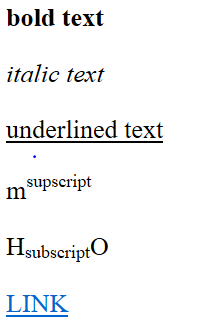 bold text
italic text
underlined text
msupscript
HsubscriptO
LINK